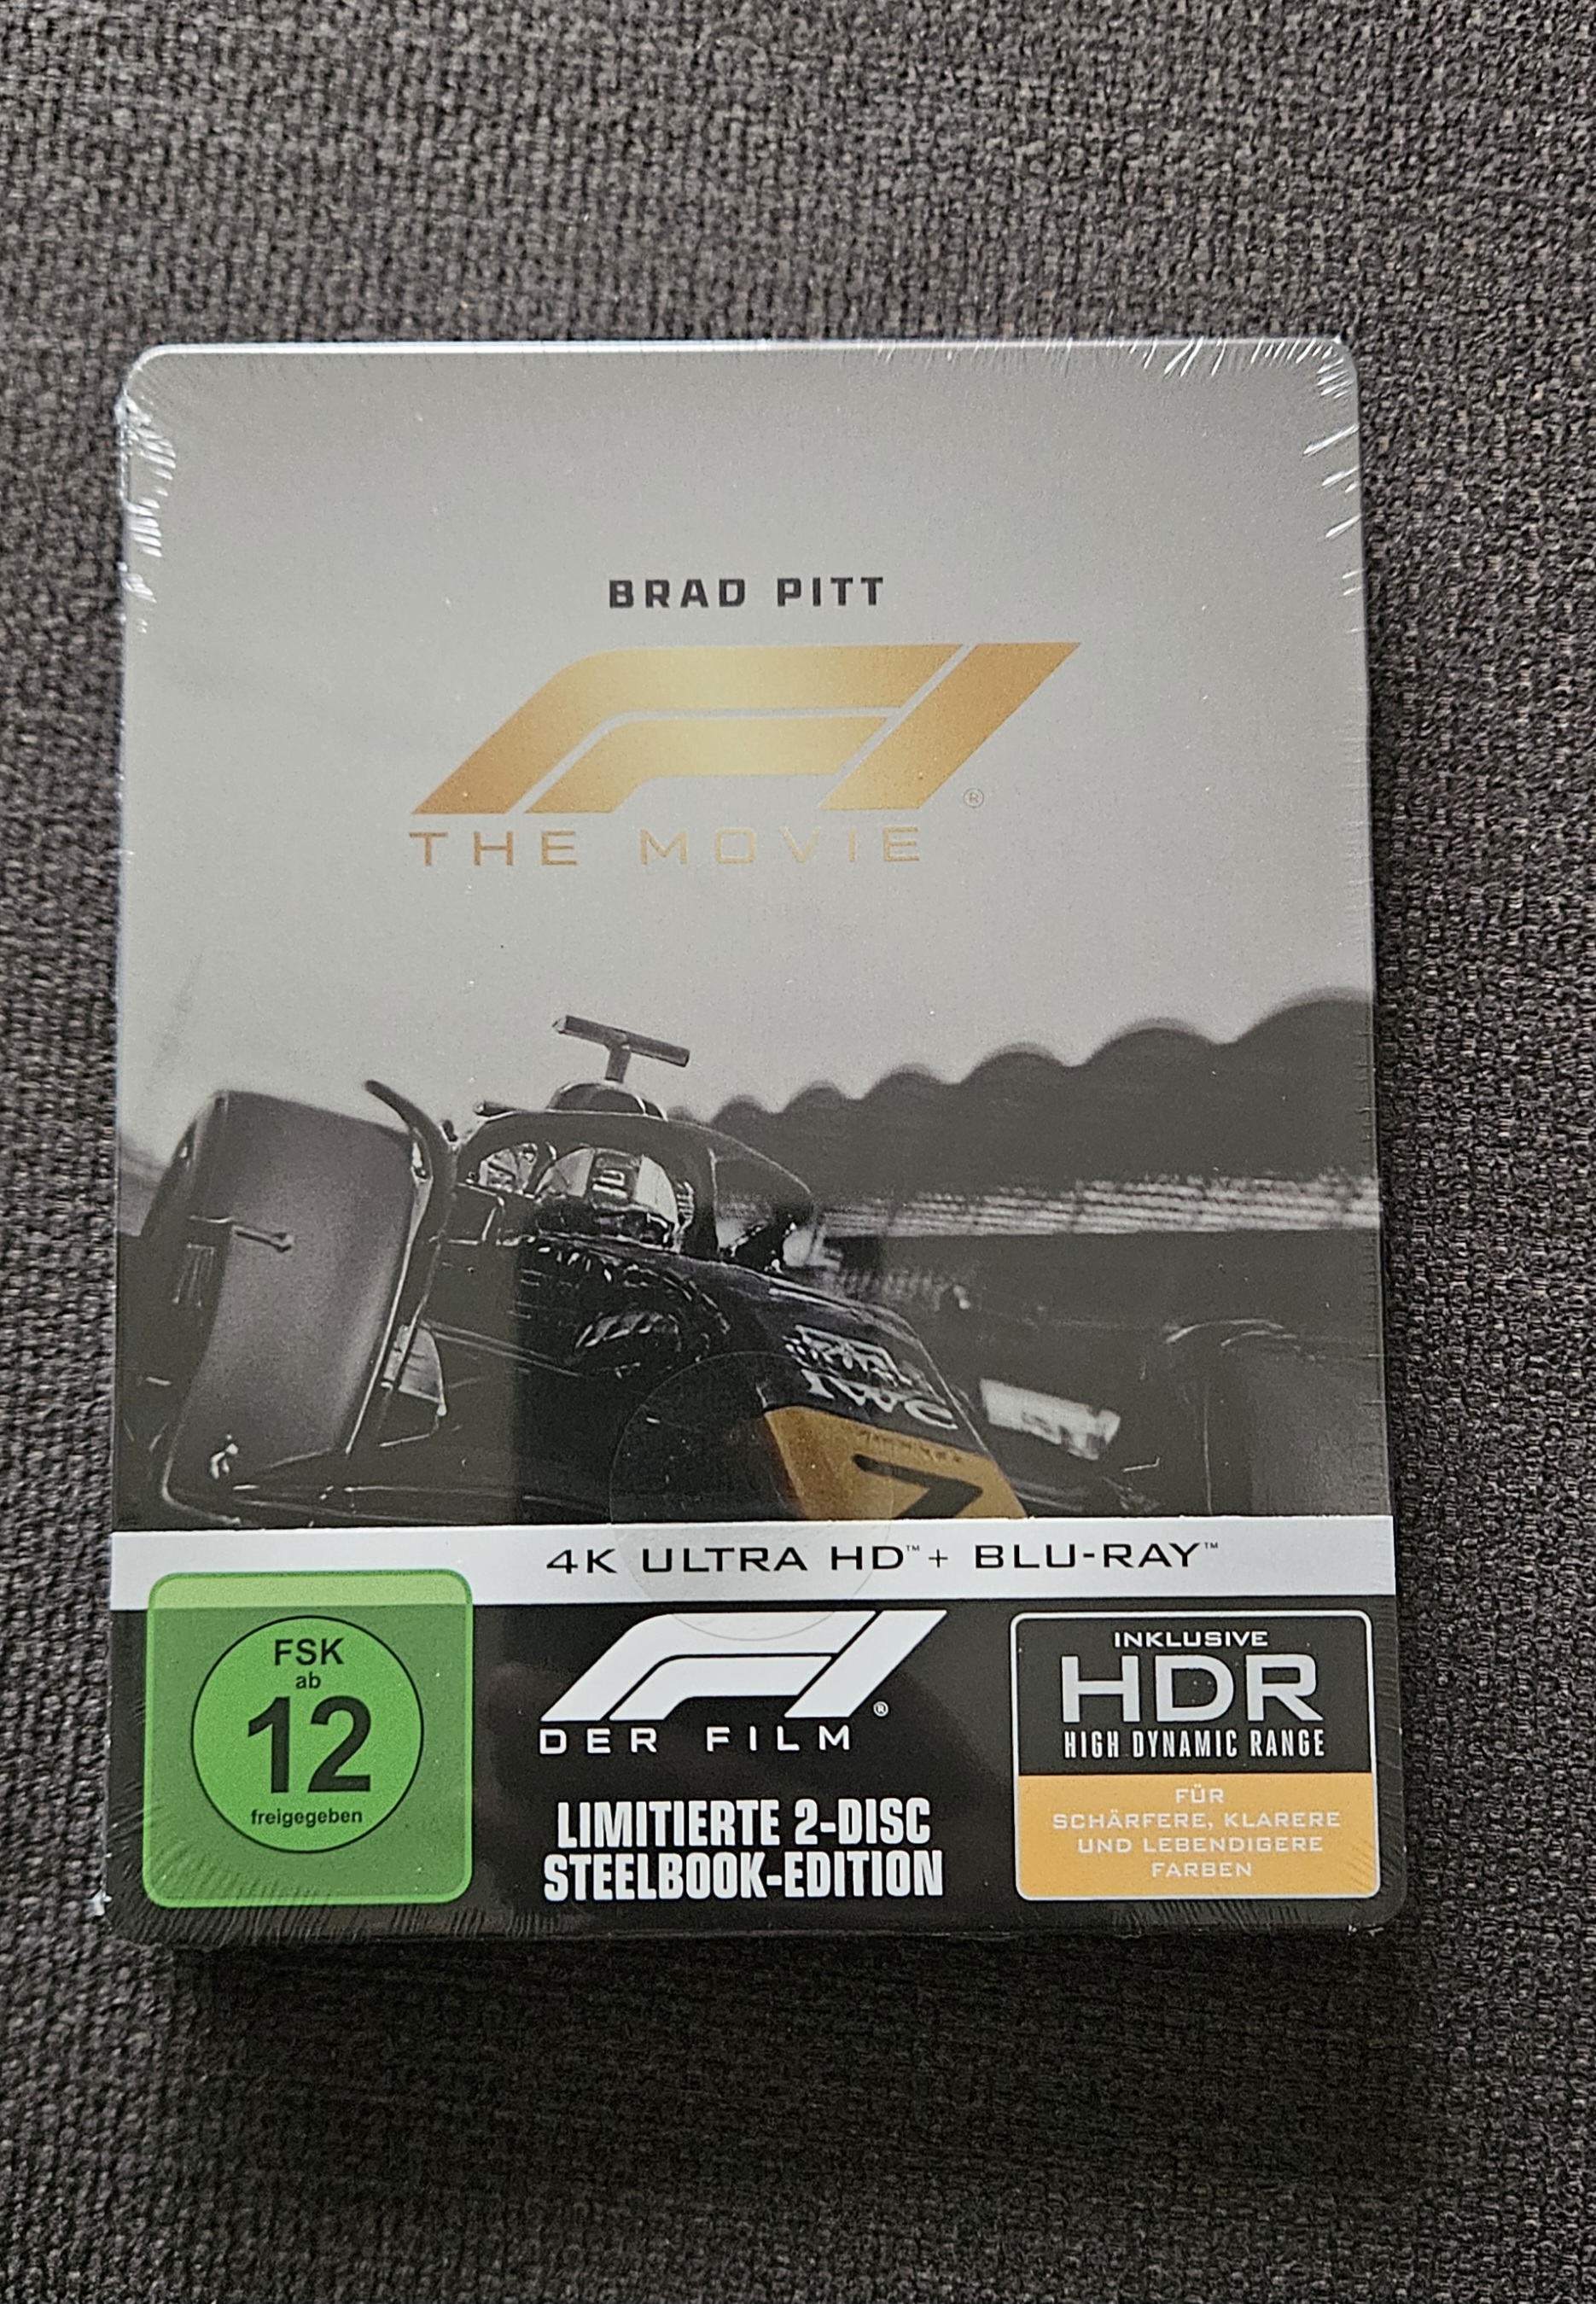 BRAD PITT
F1®
THE MOVIE
IWC
4K ULTRA HD™ + BLU-RAY™
FSK
ab
12
freigegeben
F1®
DER FILM
LIMITIERTE 2-DISC
STEELBOOK-EDITION
INKLUSIVE
HDR
HIGH DYNAMIC RANGE
FÜR
SCHÄRFERE, KLARERE
UND LEBENDIGERE
FARBEN